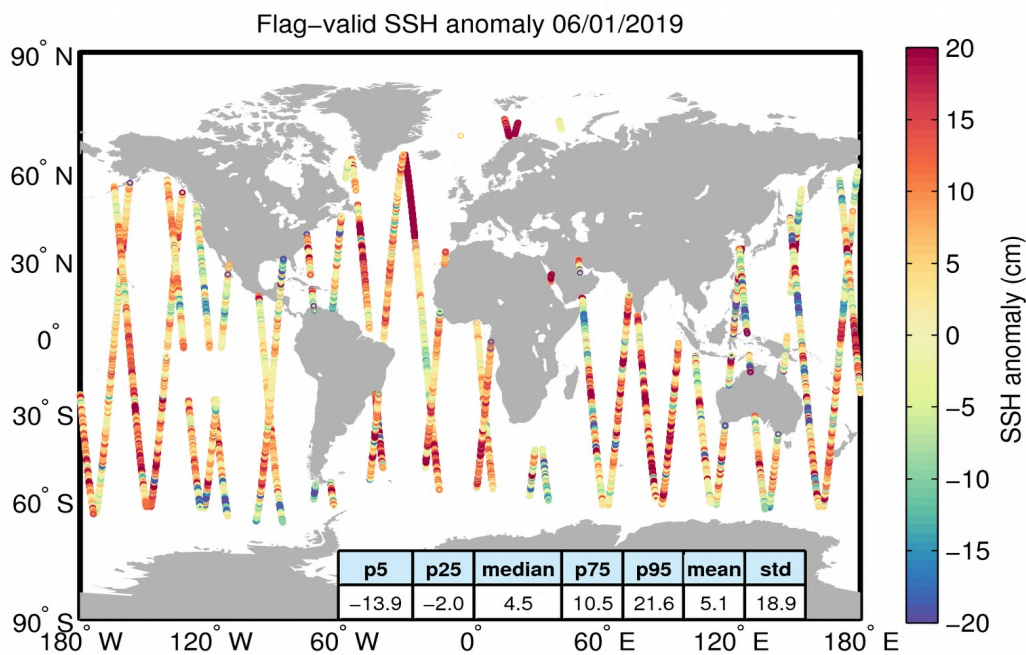 Flag−valid SSH anomaly 06/01/2019
90° N
60° N
30° N
0°
30° S
60° S
90° S
180° W
120° W
60° W
0°
60° E
120° E
180° E
p5 p25 median p75 p95 mean std
−13.9 −2.0 4.5 10.5 21.6 5.1 18.9
20
15
10
5
0
−5
−10
−15
−20
SSH anomaly (cm)